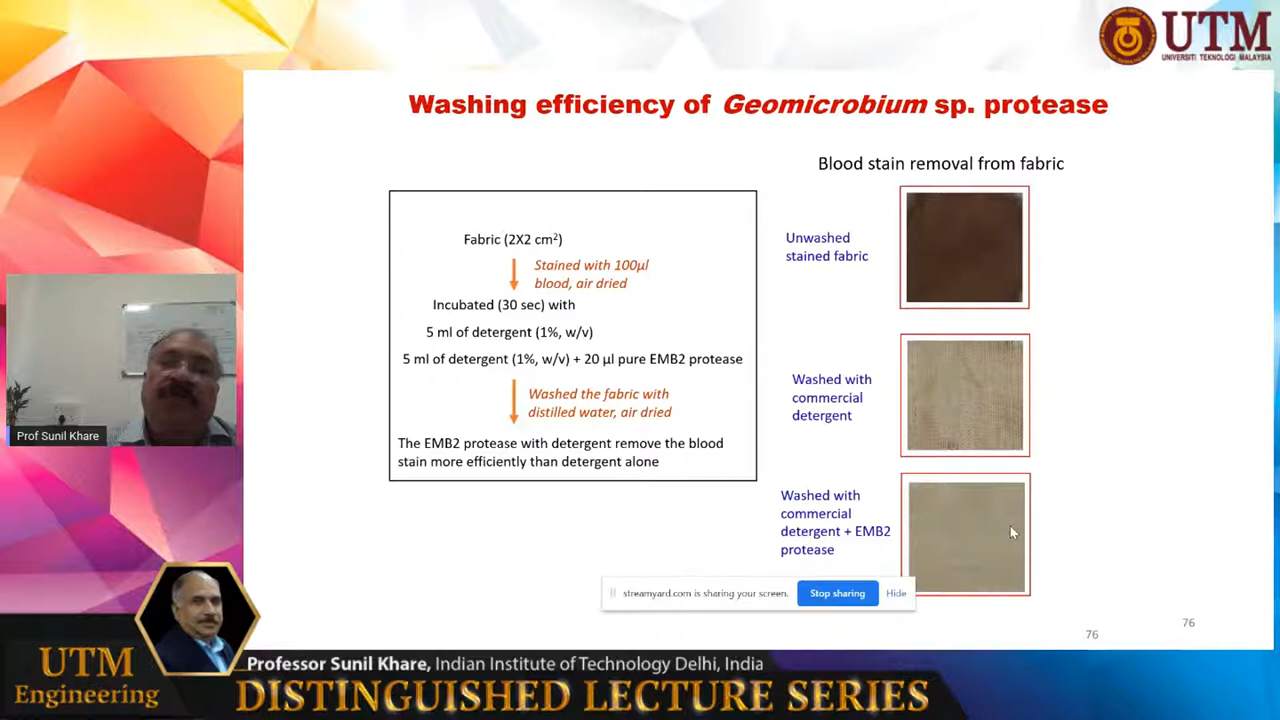 UTM
UNIVERSITI TEKNOLOGI MALAYSIA
Washing efficiency of Geomicrobium sp. protease
Blood stain removal from fabric
Fabric (2X2 cm²)
Stained with 100µl
blood, air dried
Incubated (30 sec) with
5 ml of detergent (1%, w/v)
5 ml of detergent (1%, w/v) + 20 µl pure EMB2 protease
Washed the fabric with
distilled water, air dried
The EMB2 protease with detergent remove the blood
stain more efficiently than detergent alone
Unwashed
stained fabric
Washed with
commercial
detergent
Washed with
commercial
detergent + EMB2
protease
Prof Sunil Khare
streamyard.com is sharing your screen.
Stop sharing
Hide
76
76
UTM
Engineering
Professor Sunil Khare, Indian Institute of Technology Delhi, India
DISTINGUISHED LECTURE SERIES